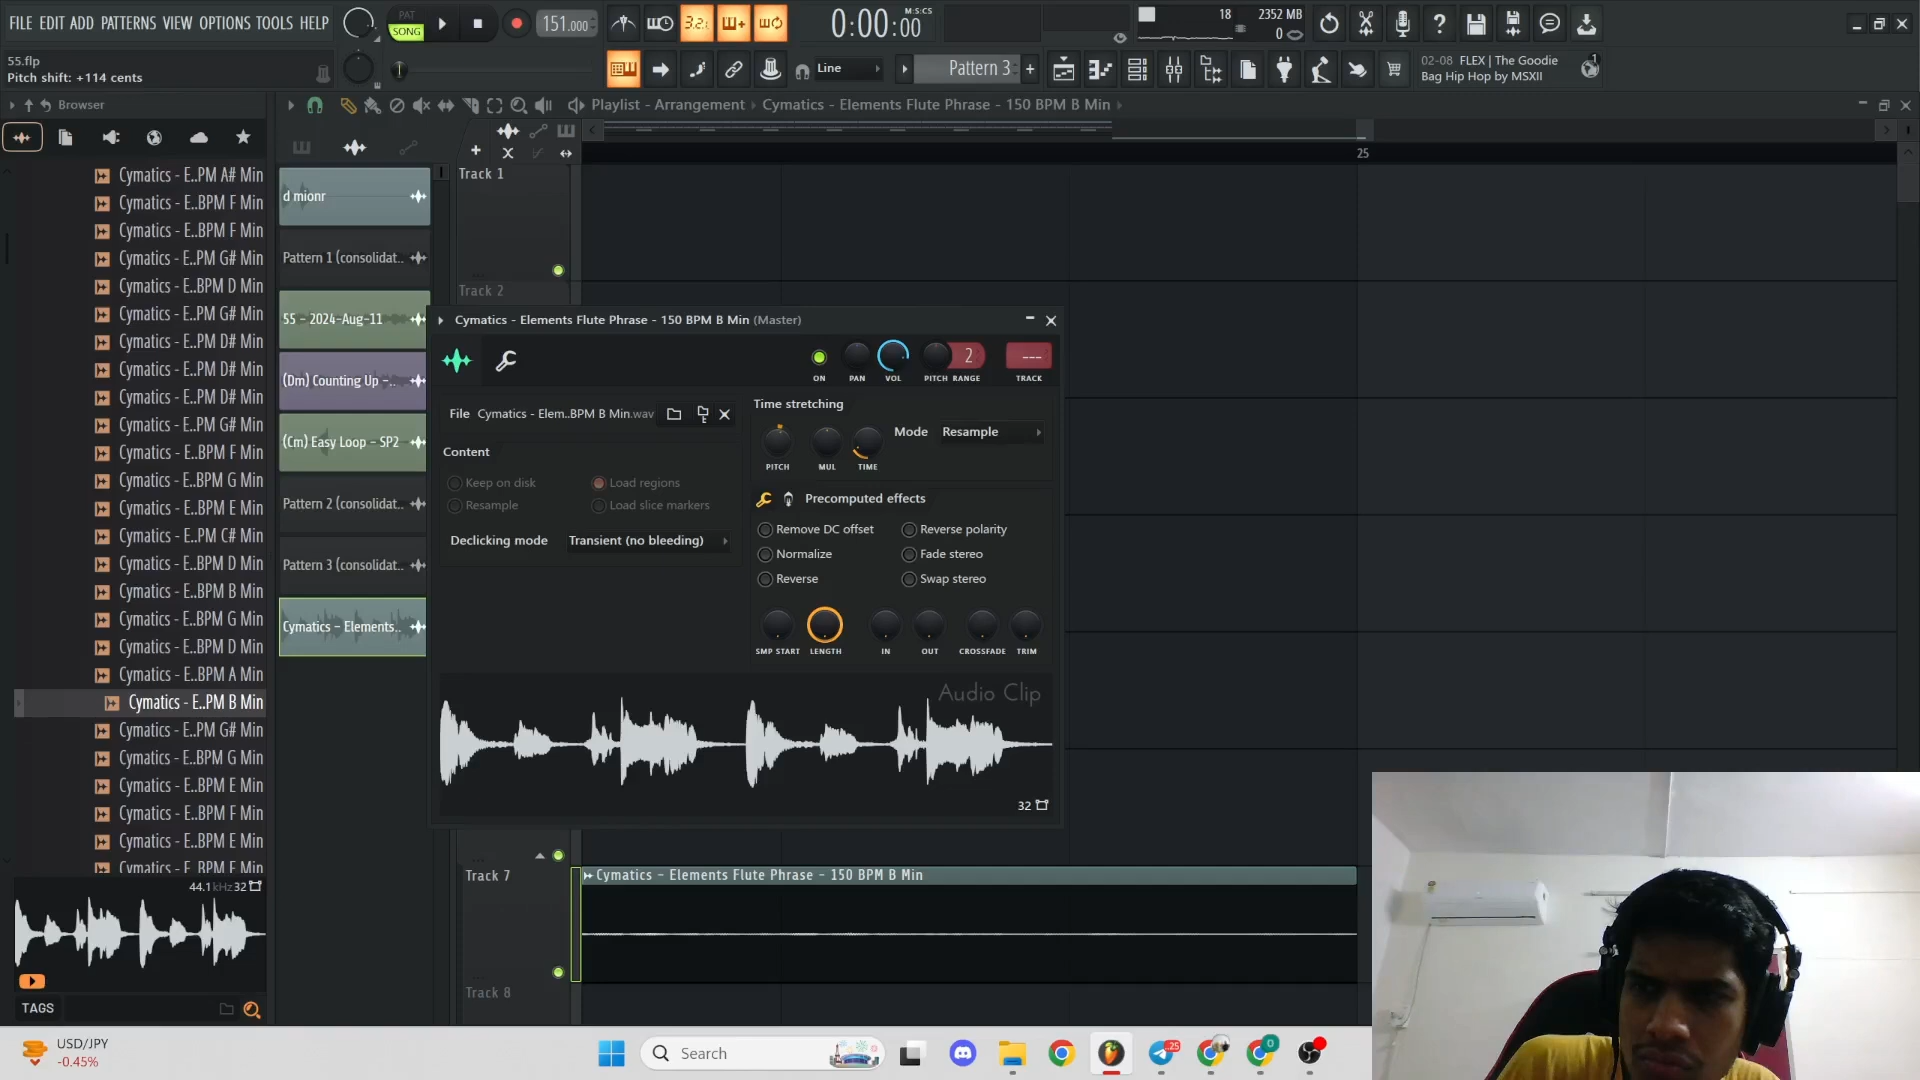 FILE EDIT ADD PATTERNS VIEW OPTIONS TOOLS HELP
PAT
SONG
151.000
3.2.
0:00:00
M:S:CS
18
2352 MB
0
55.flp
Pitch shift: +114 cents
Line
Pattern 3
+
02-08 FLEX | The Goodie
Bag Hip Hop by MSXII
1
Browser
Playlist - Arrangement
Cymatics - Elements Flute Phrase - 150 BPM B Min
25
Cymatics - E..PM A# Min
Cymatics - E..BPM F Min
Cymatics - E..BPM F Min
Cymatics - E..PM G# Min
Cymatics - E..BPM D Min
Cymatics - E..PM G# Min
Cymatics - E..PM D# Min
Cymatics - E..PM D# Min
Cymatics - E..PM D# Min
Cymatics - E..PM G# Min
Cymatics - E..BPM F Min
Cymatics - E..BPM G Min
Cymatics - E..BPM E Min
Cymatics - E..PM C# Min
Cymatics - E..BPM D Min
Cymatics - E..BPM B Min
Cymatics - E..BPM G Min
Cymatics - E..BPM D Min
Cymatics - E..BPM A Min
Cymatics - E..PM B Min
Cymatics - E..PM G# Min
Cymatics - E..BPM G Min
Cymatics - E..BPM E Min
Cymatics - E..BPM F Min
Cymatics - E..BPM E Min
44.1kHz 32
TAGS
d mionr
Pattern 1 (consolidat..
55 - 2024-Aug-11
(Dm) Counting Up -..
(Cm) Easy Loop - SP2
Pattern 2 (consolidat..
Pattern 3 (consolidat..
Cymatics - Elements..
Track 1
Track 2
Cymatics - Elements Flute Phrase - 150 BPM B Min (Master)
2
---
ON
PAN
VOL
PITCH
RANGE
TRACK
File Cymatics - Elem..BPM B Min.wav
Content
Keep on disk
Load regions
Resample
Load slice markers
Declicking mode
Transient (no bleeding)
Time stretching
Mode
Resample
PITCH
MUL
TIME
Precomputed effects
Remove DC offset
Reverse polarity
Normalize
Fade stereo
Reverse
Swap stereo
SMP START
LENGTH
IN
OUT
CROSSFADE
TRIM
Audio Clip
32
Track 7
Cymatics - Elements Flute Phrase - 150 BPM B Min
Track 8
USD/JPY
-0.45%
Search
25
0